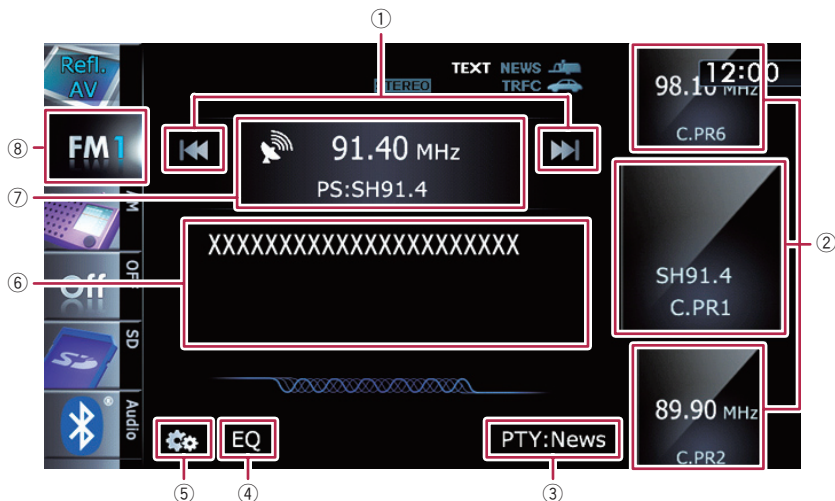 ①
Refl.
AV
TEXT NEWS
STEREO TRFC
12:00
98.10 MHz
C.PR6
⑧
FM1
91.40 MHz
PS:SH91.4
⑦
AM
②
⑥
XXXXXXXXXXXXXXXXXXXXXX
Off
OFF
SH91.4
C.PR1
SD
SD
Audio
89.90 MHz
C.PR2
EQ
PTY:News
⑤
④
③